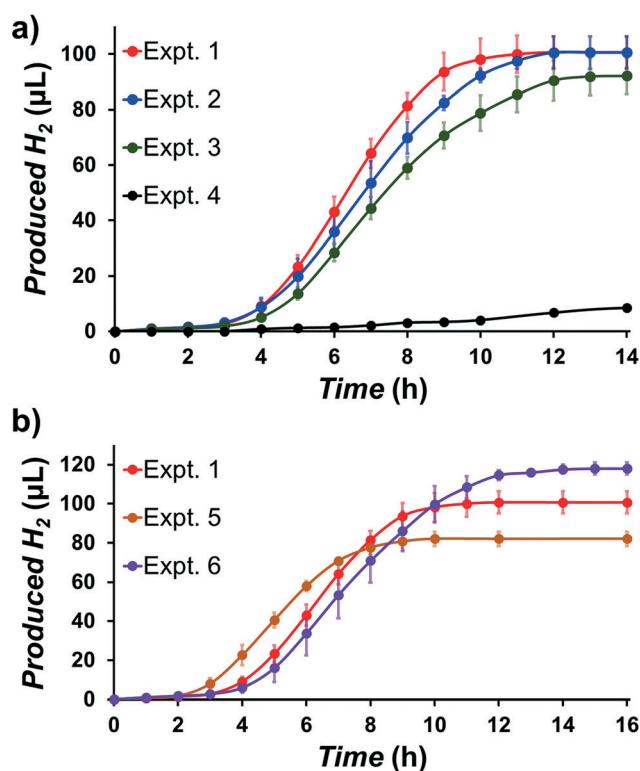 a)
Produced H₂ (µL)
100
80
60
40
20
0
Expt. 1
Expt. 2
Expt. 3
Expt. 4
0 2 4 6 8 10 12 14
Time (h)
b)
Produced H₂ (µL)
120
100
80
60
40
20
0
Expt. 1
Expt. 5
Expt. 6
0 2 4 6 8 10 12 14 16
Time (h)